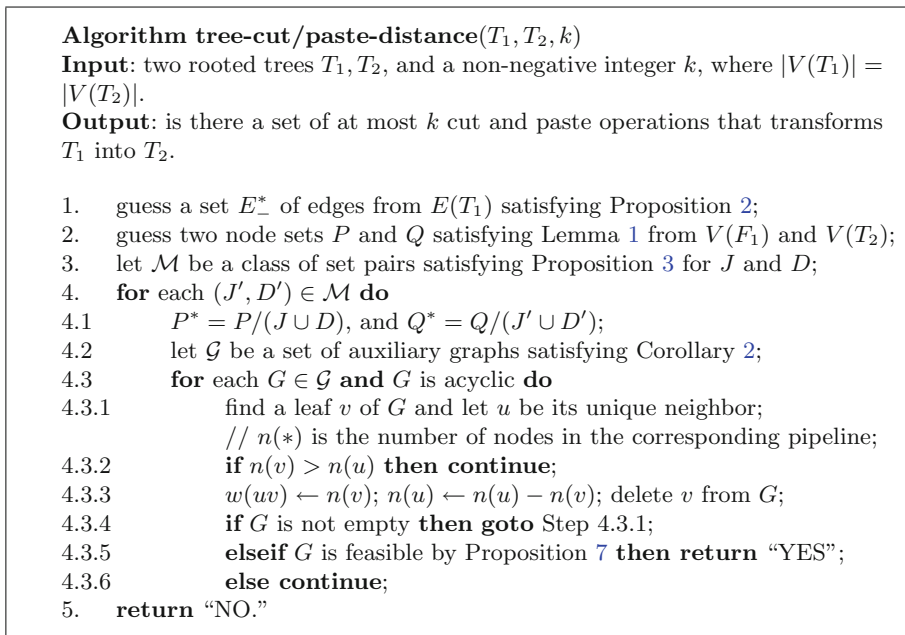 Algorithm tree-cut/paste-distance(T₁, T₂, k)
Input: two rooted trees T₁, T₂, and a non-negative integer k, where |V(T₁)| =
|V(T₂)|.
Output: is there a set of at most k cut and paste operations that transforms
T₁ into T₂.
1. guess a set E*₋ of edges from E(T₁) satisfying Proposition 2;
2. guess two node sets P and Q satisfying Lemma 1 from V(F₁) and V(T₂);
3. let ℳ be a class of set pairs satisfying Proposition 3 for J and D;
4. for each (J′, D′) ∈ ℳ do
4.1 P* = P/(J ∪ D), and Q* = Q/(J′ ∪ D′);
4.2 let 𝒢 be a set of auxiliary graphs satisfying Corollary 2;
4.3 for each G ∈ 𝒢 and G is acyclic do
4.3.1 find a leaf v of G and let u be its unique neighbor;
// n(*) is the number of nodes in the corresponding pipeline;
4.3.2 if n(v) > n(u) then continue;
4.3.3 w(uv) ← n(v); n(u) ← n(u) − n(v); delete v from G;
4.3.4 if G is not empty then goto Step 4.3.1;
4.3.5 elseif G is feasible by Proposition 7 then return “YES”;
4.3.6 else continue;
5. return “NO.”